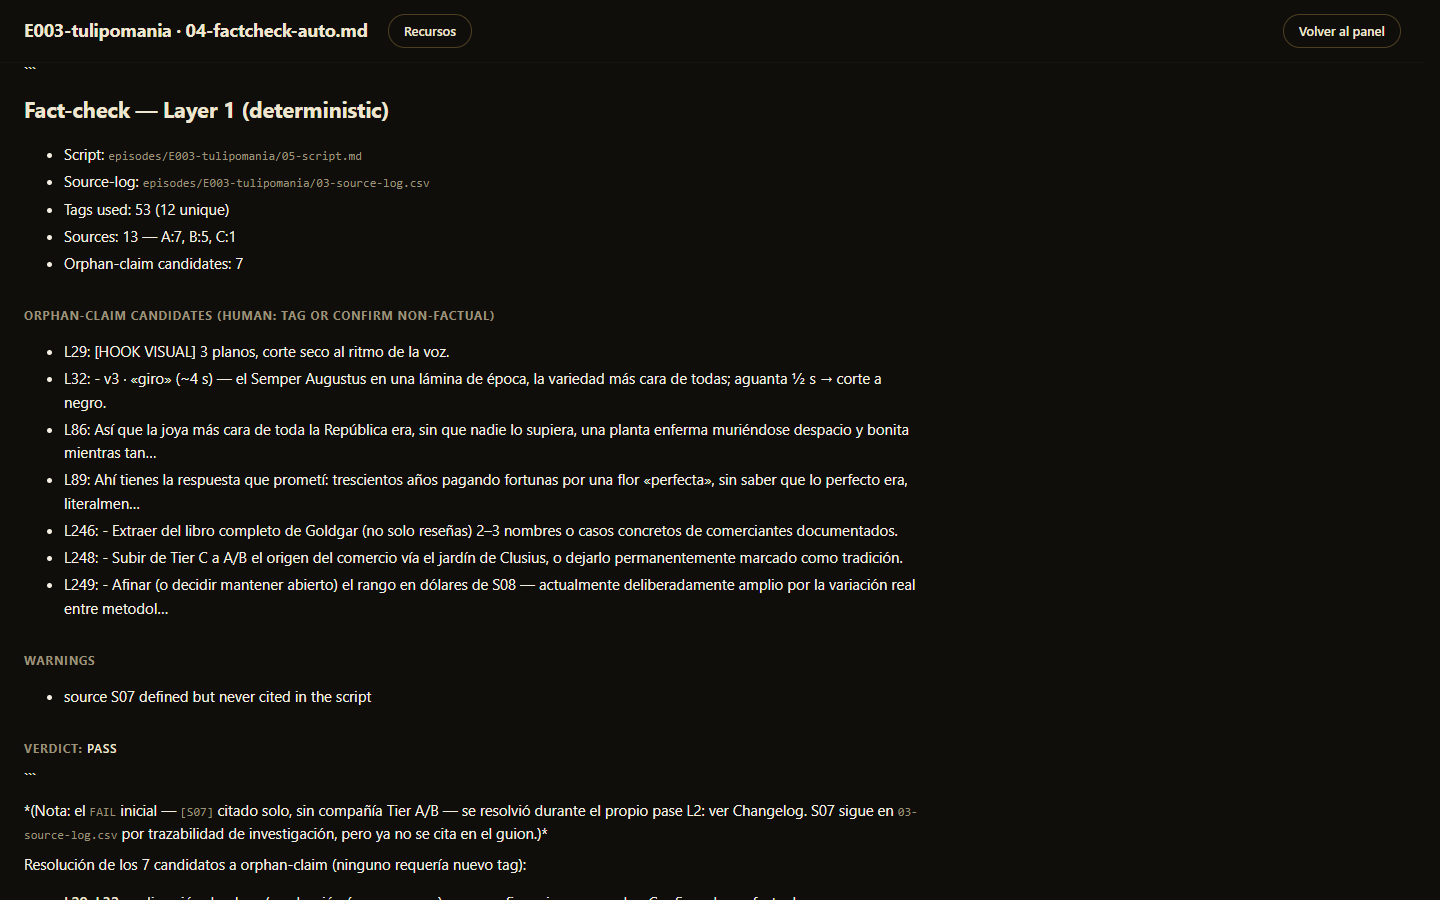 E003-tulipomania · 04-factcheck-auto.md
Recursos
Volver al panel
```
Fact-check — Layer 1 (deterministic)
• Script: episodes/E003-tulipomania/05-script.md
• Source-log: episodes/E003-tulipomania/03-source-log.csv
• Tags used: 53 (12 unique)
• Sources: 13 — A:7, B:5, C:1
• Orphan-claim candidates: 7
ORPHAN-CLAIM CANDIDATES (HUMAN: TAG OR CONFIRM NON-FACTUAL)
• L29: [HOOK VISUAL] 3 planos, corte seco al ritmo de la voz.
• L32: - v3 · «giro» (~4 s) — el Semper Augustus en una lámina de época, la variedad más cara de todas; aguanta ½ s → corte a
negro.
• L86: Así que la joya más cara de toda la República era, sin que nadie lo supiera, una planta enferma muriéndose despacio y bonita
mientras tan...
• L89: Ahí tienes la respuesta que prometí: trescientos años pagando fortunas por una flor «perfecta», sin saber que lo perfecto era,
literalmen...
• L246: - Extraer del libro completo de Goldgar (no solo reseñas) 2–3 nombres o casos concretos de comerciantes documentados.
• L248: - Subir de Tier C a A/B el origen del comercio vía el jardín de Clusius, o dejarlo permanentemente marcado como tradición.
• L249: - Afinar (o decidir mantener abierto) el rango en dólares de S08 — actualmente deliberadamente amplio por la variación real
entre metodol...
WARNINGS
• source S07 defined but never cited in the script
VERDICT: PASS
```
*(Nota: el FAIL inicial — [S07] citado solo, sin compañía Tier A/B — se resolvió durante el propio pase L2: ver Changelog. S07 sigue en 03-
source-log.csv por trazabilidad de investigación, pero ya no se cita en el guion.)*
Resolución de los 7 candidatos a orphan-claim (ninguno requería nuevo tag):